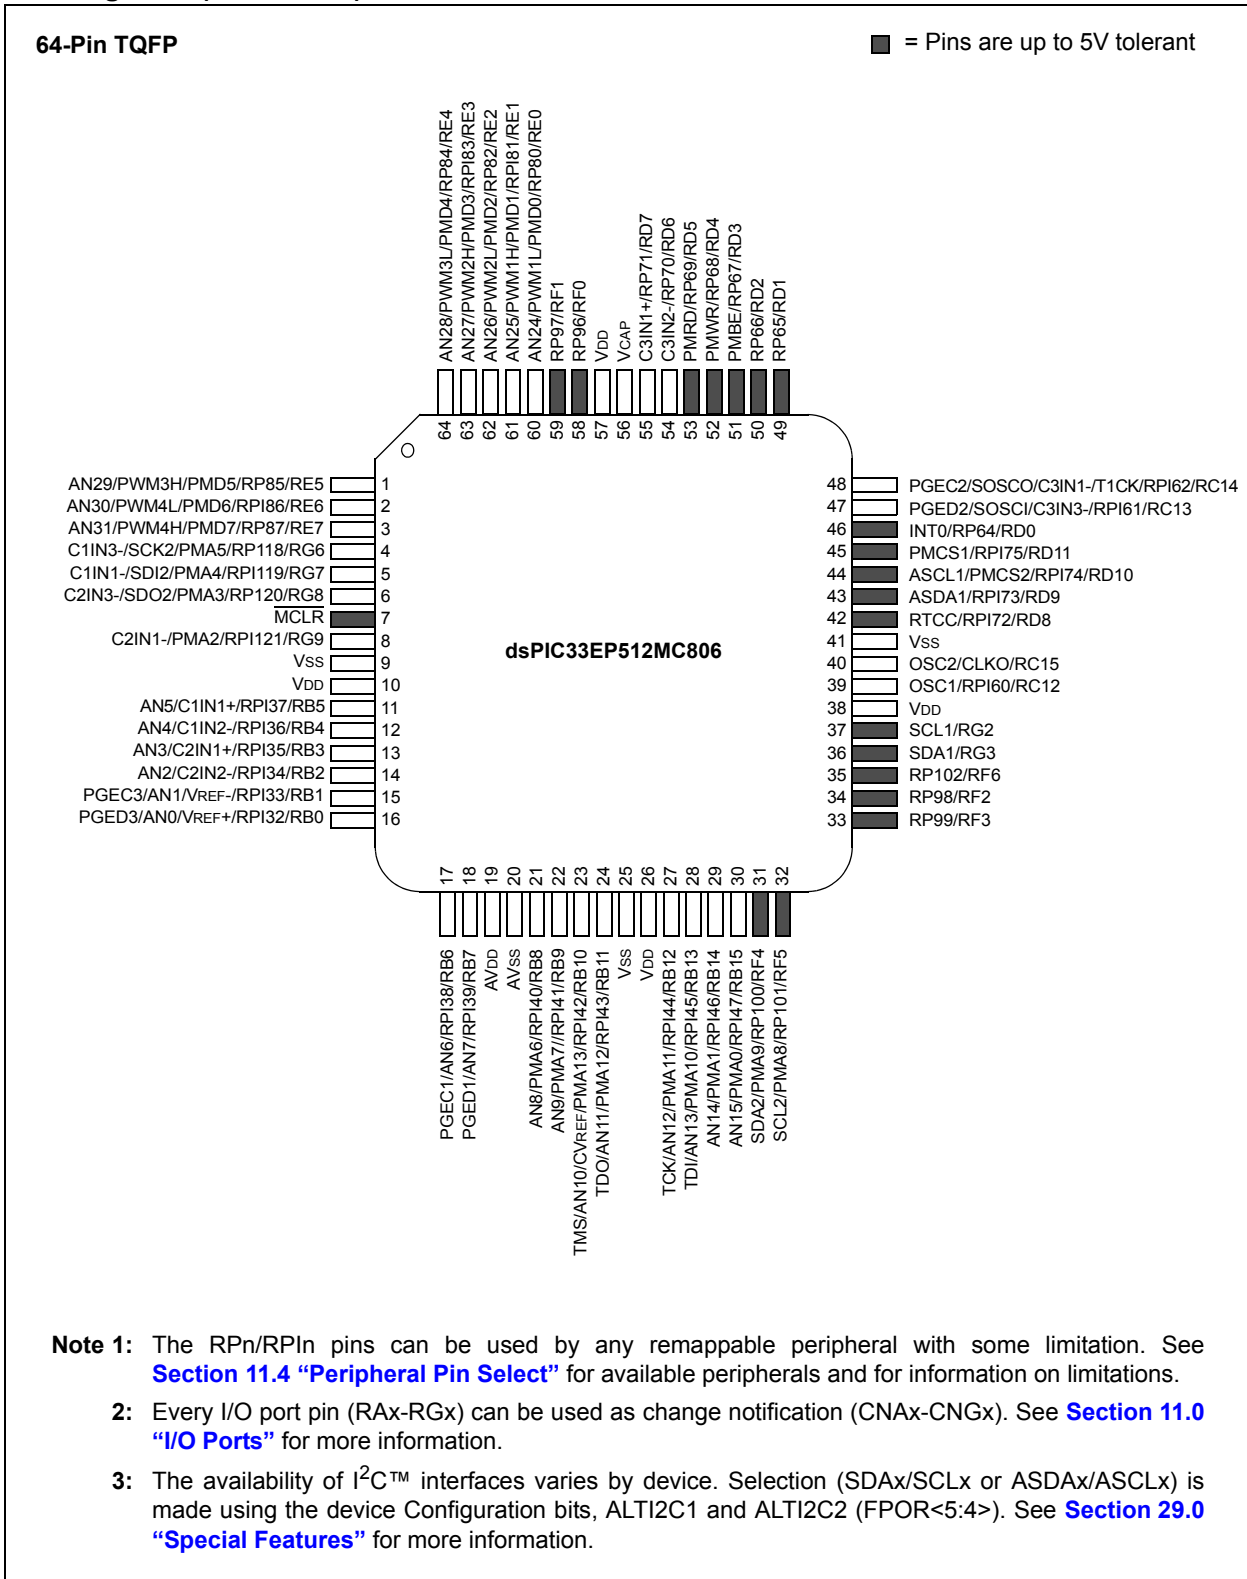 64-Pin TQFP
= Pins are up to 5V tolerant
AN28/PWM3L/PMD4/RP84/RE4
AN27/PWM2H/PMD3/RPI83/RE3
AN26/PWM2L/PMD2/RP82/RE2
AN25/PWM1H/PMD1/RPI81/RE1
AN24/PWM1L/PMD0/RP80/RE0
RP97/RF1
RP96/RF0
VDD
VCAP
C3IN1+/RP71/RD7
C3IN2-/RP70/RD6
PMRD/RP69/RD5
PMWR/RP68/RD4
PMBE/RP67/RD3
RP66/RD2
RP65/RD1
64 63 62 61 60 59 58 57 56 55 54 53 52 51 50 49
AN29/PWM3H/PMD5/RP85/RE5 1
AN30/PWM4L/PMD6/RPI86/RE6 2
AN31/PWM4H/PMD7/RP87/RE7 3
C1IN3-/SCK2/PMA5/RP118/RG6 4
C1IN1-/SDI2/PMA4/RPI119/RG7 5
C2IN3-/SDO2/PMA3/RP120/RG8 6
MCLR 7
C2IN1-/PMA2/RPI121/RG9 8
VSS 9
VDD 10
AN5/C1IN1+/RPI37/RB5 11
AN4/C1IN2-/RPI36/RB4 12
AN3/C2IN1+/RPI35/RB3 13
AN2/C2IN2-/RPI34/RB2 14
PGEC3/AN1/VREF-/RPI33/RB1 15
PGED3/AN0/VREF+/RPI32/RB0 16
dsPIC33EP512MC806
48 PGEC2/SOSCO/C3IN1-/T1CK/RPI62/RC14
47 PGED2/SOSCI/C3IN3-/RPI61/RC13
46 INT0/RP64/RD0
45 PMCS1/RPI75/RD11
44 ASCL1/PMCS2/RPI74/RD10
43 ASDA1/RPI73/RD9
42 RTCC/RPI72/RD8
41 VSS
40 OSC2/CLKO/RC15
39 OSC1/RPI60/RC12
38 VDD
37 SCL1/RG2
36 SDA1/RG3
35 RP102/RF6
34 RP98/RF2
33 RP99/RF3
17 18 19 20 21 22 23 24 25 26 27 28 29 30 31 32
PGEC1/AN6/RPI38/RB6
PGED1/AN7/RPI39/RB7
AVDD
AVSS
AN8/PMA6/RPI40/RB8
AN9/PMA7//RPI41/RB9
TMS/AN10/CVREF/PMA13/RPI42/RB10
TDO/AN11/PMA12/RPI43/RB11
VSS
VDD
TCK/AN12/PMA11/RPI44/RB12
TDI/AN13/PMA10/RPI45/RB13
AN14/PMA1/RPI46/RB14
AN15/PMA0/RPI47/RB15
SDA2/PMA9/RP100/RF4
SCL2/PMA8/RP101/RF5
Note 1: The RPn/RPIn pins can be used by any remappable peripheral with some limitation. See
Section 11.4 “Peripheral Pin Select” for available peripherals and for information on limitations.
2: Every I/O port pin (RAx-RGx) can be used as change notification (CNAx-CNGx). See Section 11.0
“I/O Ports” for more information.
3: The availability of I2C™ interfaces varies by device. Selection (SDAx/SCLx or ASDAx/ASCLx) is
made using the device Configuration bits, ALTI2C1 and ALTI2C2 (FPOR<5:4>). See Section 29.0
“Special Features” for more information.